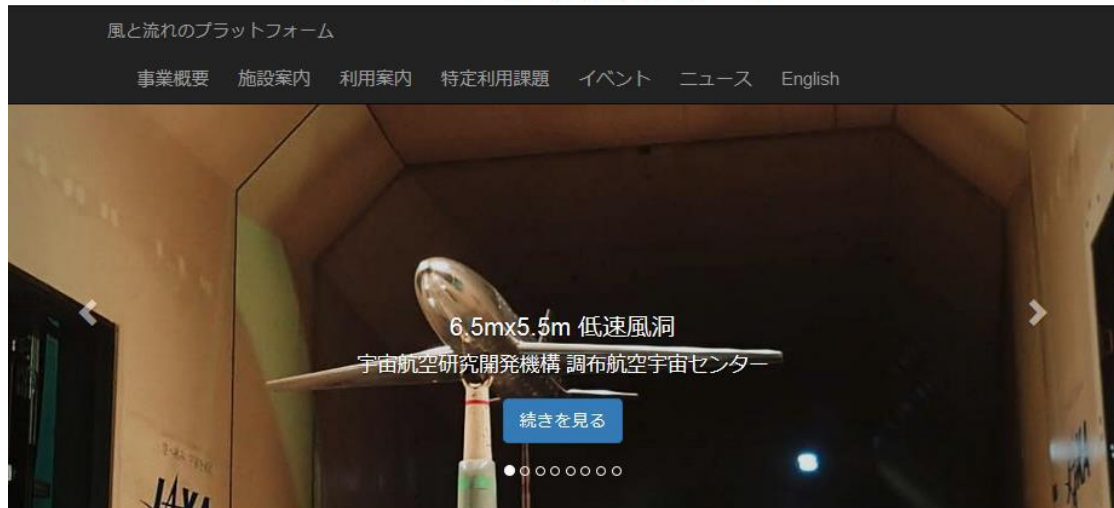 風と流れのプラットフォーム
事業概要 施設案内 利用案内 特定利用課題 イベント ニュース English
6.5mx5.5m 低速風洞
宇宙航空研究開発機構 調布航空宇宙センター
続きを見る
JAXA